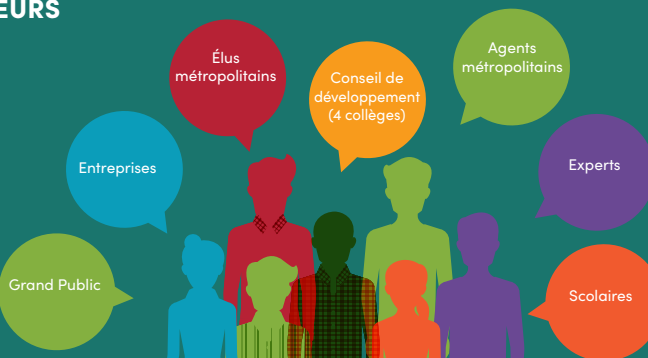 EURS
Élus
métropolitains
Conseil de
développement
(4 collèges)
Agents
métropolitains
Entreprises
Experts
Grand Public
Scolaires